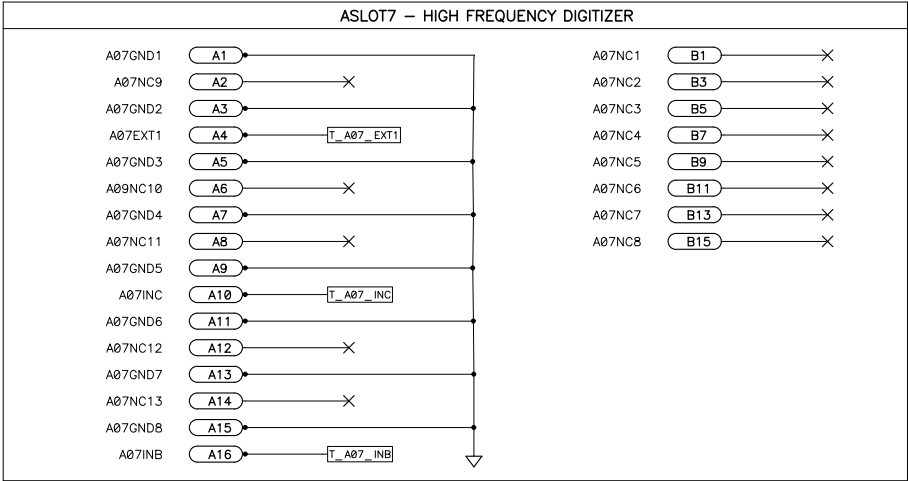 ASLOT7 – HIGH FREQUENCY DIGITIZER
A07GND1 A1
A07NC9 A2
A07GND2 A3
A07EXT1 A4 T_A07_EXT1
A07GND3 A5
A09NC10 A6
A07GND4 A7
A07NC11 A8
A07GND5 A9
A07INC A10 T_A07_INC
A07GND6 A11
A07NC12 A12
A07GND7 A13
A07NC13 A14
A07GND8 A15
A07INB A16 T_A07_INB
A07NC1 B1
A07NC2 B3
A07NC3 B5
A07NC4 B7
A07NC5 B9
A07NC6 B11
A07NC7 B13
A07NC8 B15